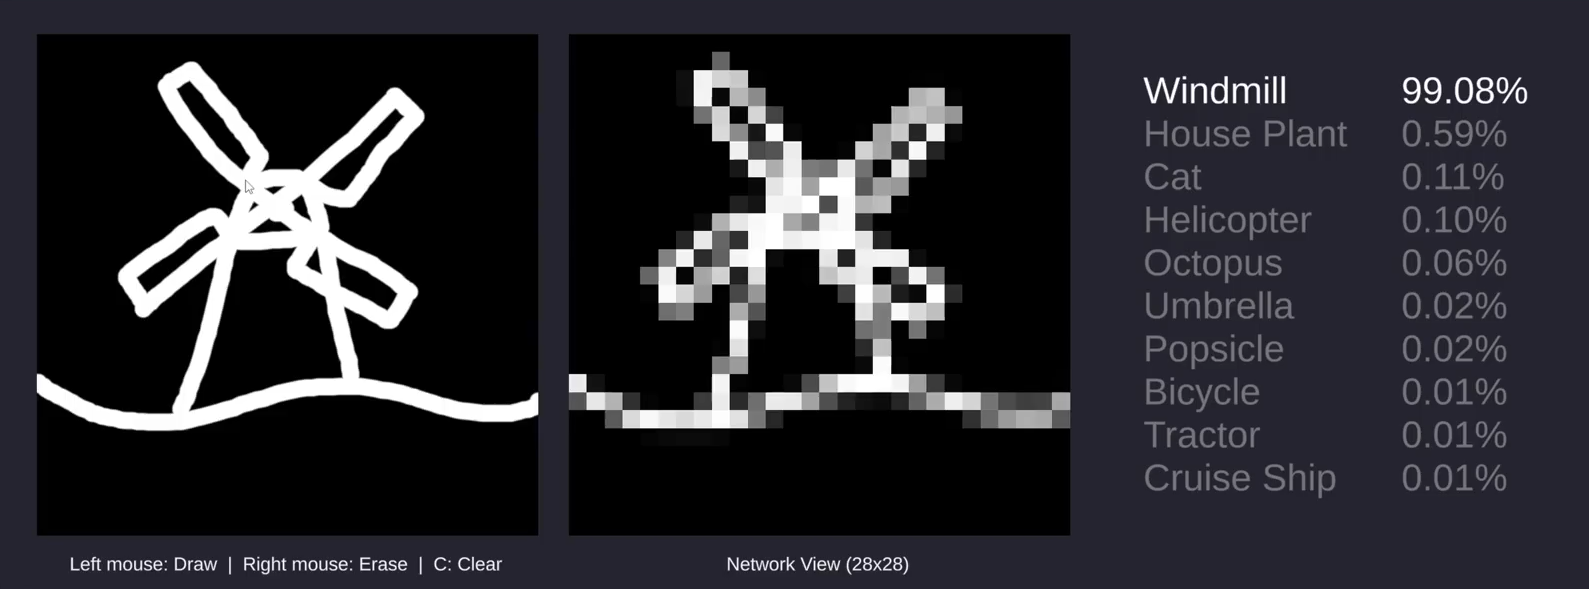 Windmill 99.08%
House Plant 0.59%
Cat 0.11%
Helicopter 0.10%
Octopus 0.06%
Umbrella 0.02%
Popsicle 0.02%
Bicycle 0.01%
Tractor 0.01%
Cruise Ship 0.01%
Left mouse: Draw | Right mouse: Erase | C: Clear
Network View (28x28)